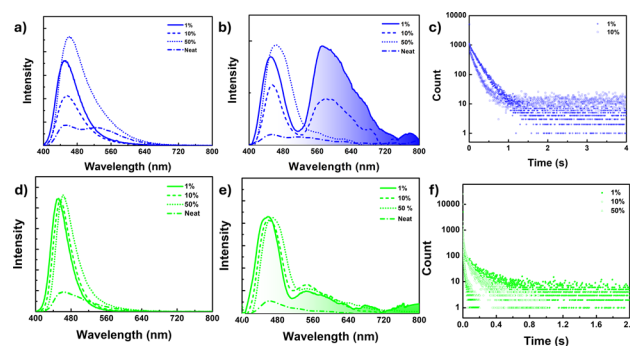 a)
Intensity
1%
10%
50%
Neat
400 480 560 640 720 800
Wavelength (nm)
b)
Intensity
1%
10%
50%
Neat
400 480 560 640 720 800
Wavelength (nm)
c)
Count
10000
1000
100
10
1
1%
10%
0 1 2 3 4
Time (s)
d)
Intensity
1%
10%
50%
Neat
400 480 560 640 720 800
Wavelength (nm)
e)
Intensity
1%
10%
50 %
Neat
400 480 560 640 720 800
Wavelength (nm)
f)
Count
10000
1000
100
10
1
1%
10%
50%
0.0 0.4 0.8 1.2 1.6 2.
Time (s)